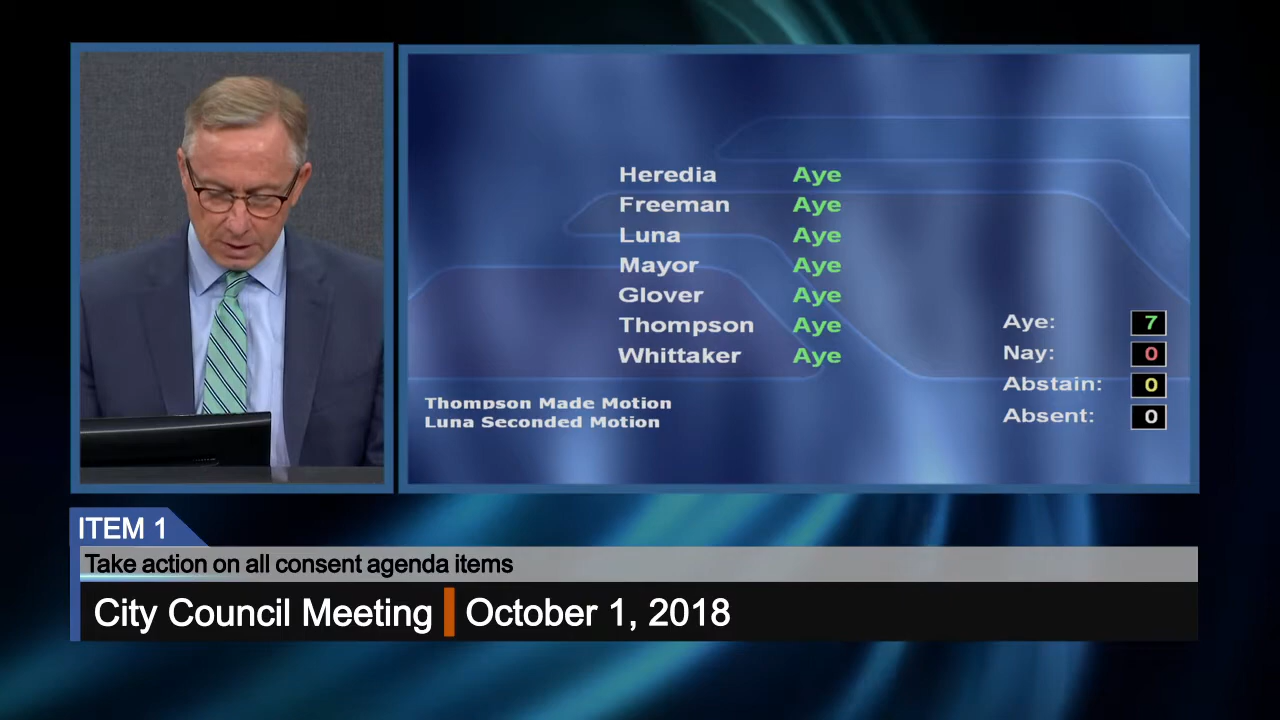 Heredia Aye
Freeman Aye
Luna Aye
Mayor Aye
Glover Aye
Thompson Aye
Whittaker Aye
Aye: 7
Nay: 0
Abstain: 0
Absent: 0
Thompson Made Motion
Luna Seconded Motion
ITEM 1
Take action on all consent agenda items
City Council Meeting October 1, 2018